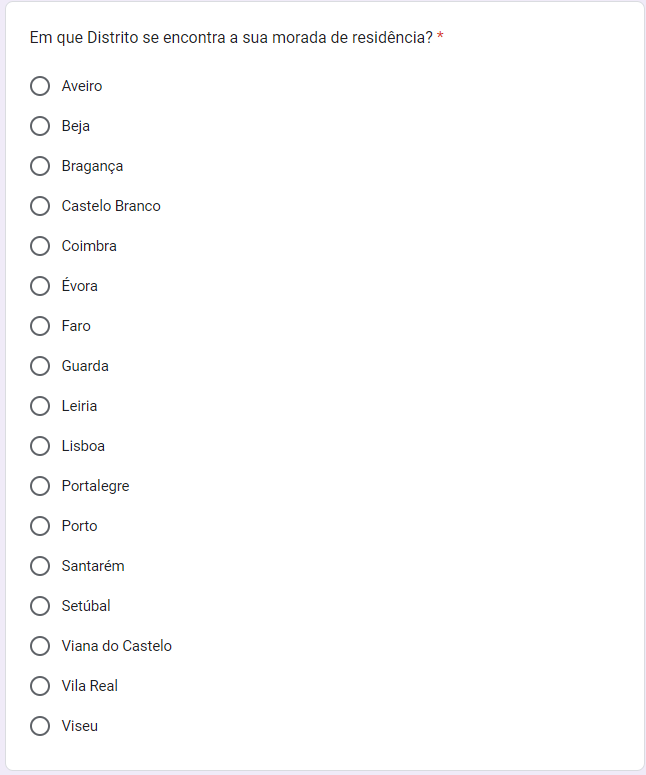 Em que Distrito se encontra a sua morada de residência? *
Aveiro
Beja
Bragança
Castelo Branco
Coimbra
Évora
Faro
Guarda
Leiria
Lisboa
Portalegre
Porto
Santarém
Setúbal
Viana do Castelo
Vila Real
Viseu